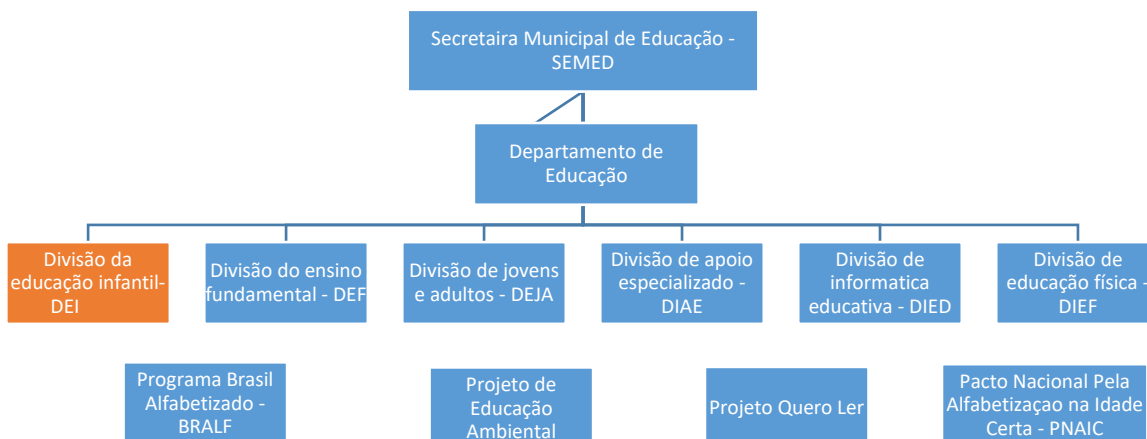 Secretaira Municipal de Educação -
SEMED
Departamento de
Educação
Divisão da
educação infantil-
DEI
Divisão do ensino
fundamental - DEF
Divisão de jovens
e adultos - DEJA
Divisão de apoio
especializado -
DIAE
Divisão de
informatica
educativa - DIED
Divisão de
educação física -
DIEF
Programa Brasil
Alfabetizado -
BRALF
Projeto de
Educação
Ambiental
Projeto Quero Ler
Pacto Nacional Pela
Alfabetizaçao na Idade
Certa - PNAIC